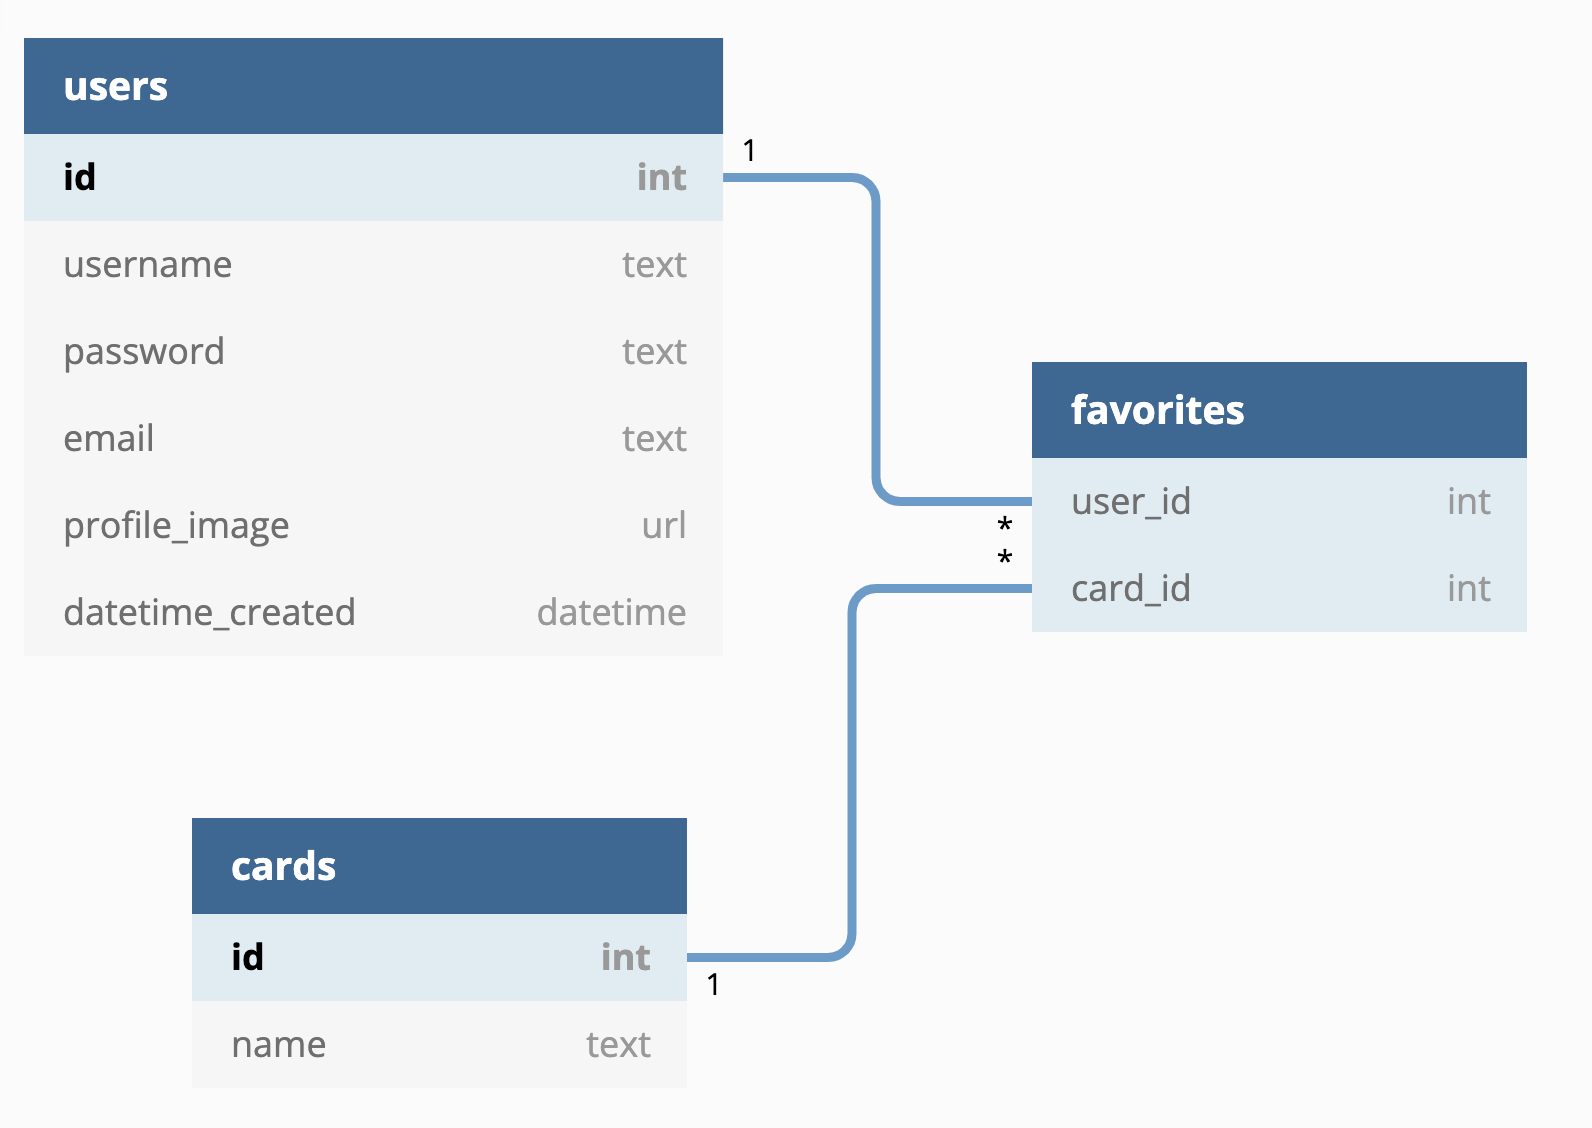 users
1
id int
username text
password text
email text
profile_image url
datetime_created datetime
favorites
user_id int
*
*
card_id int
cards
id int
1
name text